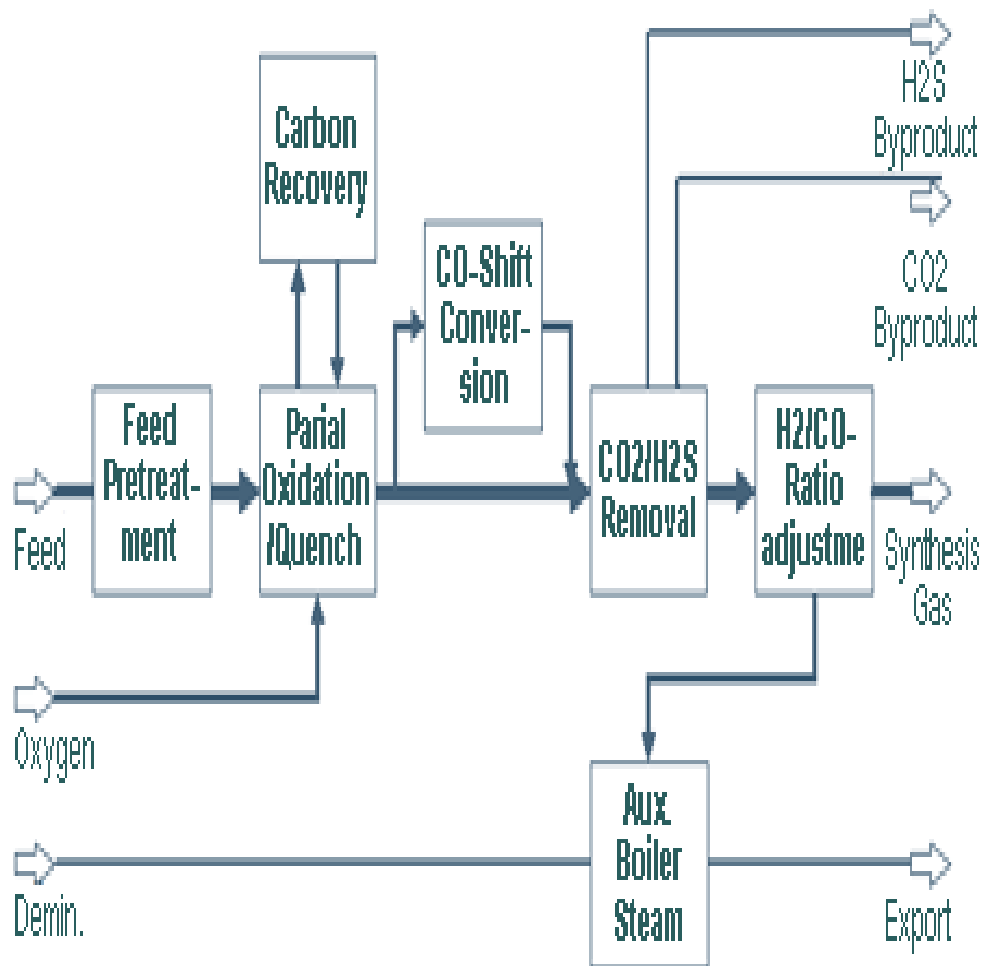 H2S
Byproduct
Carbon
Recovery
CO2
Byproduct
CO-Shift
Conver-
sion
Feed
Pretreat-
ment
Parial
Oxidation
/Quench
CO2/H2S
Removal
H2/CO-
Ratio
adjustme
Feed
Synthesis
Gas
Oxygen
Aux.
Boiler
Steam
Demin.
Export